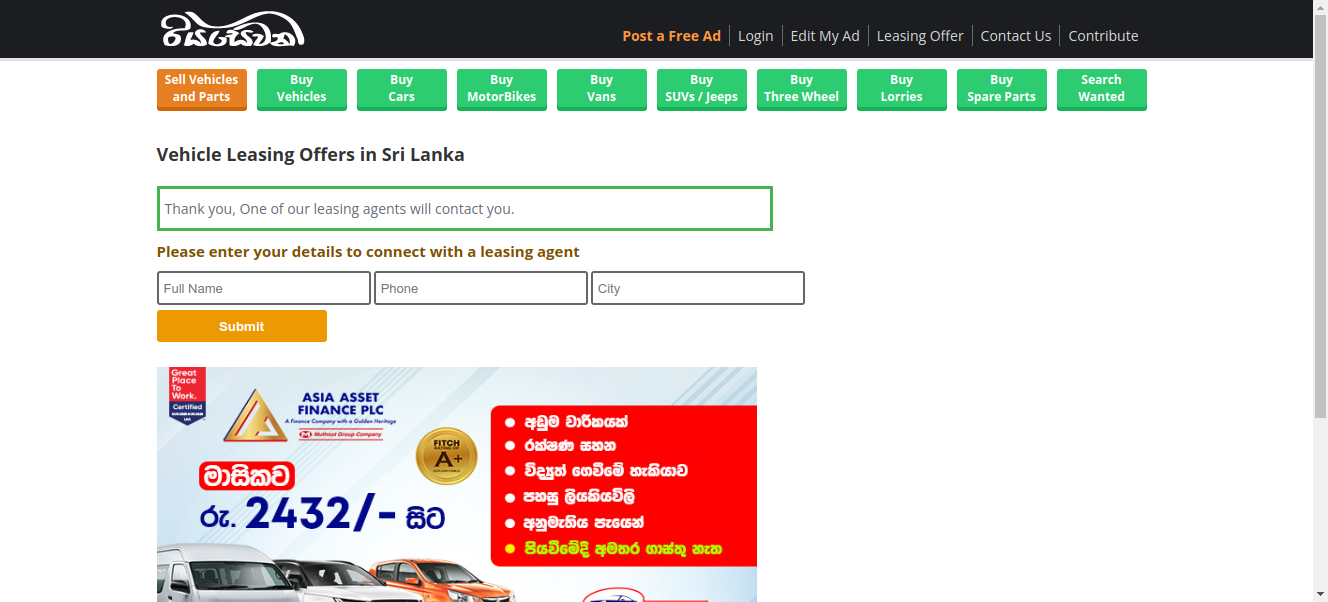 රියසෙවන
Post a Free Ad
Login
Edit My Ad
Leasing Offer
Contact Us
Contribute
Sell Vehicles and Parts
Buy Vehicles
Buy Cars
Buy MotorBikes
Buy Vans
Buy SUVs / Jeeps
Buy Three Wheel
Buy Lorries
Buy Spare Parts
Search Wanted
Vehicle Leasing Offers in Sri Lanka
Thank you, One of our leasing agents will contact you.
Please enter your details to connect with a leasing agent
Full Name
Phone
City
Submit
Great
Place
To
Work.
Certified
ASIA ASSET
FINANCE PLC
A Finance Company with a Golden Heritage
Muthoot Group Company
FITCH
A+
මාසිකව
රු. 2432/- සිට
අඩුම වාරිකයක්
රක්ෂණ සහන
විද්‍යුත් ගෙවීමේ හැකියාව
පහසු ලියකියවිලි
අනුමැතිය පැයෙන්
පියවීමේදී අමතර ගාස්තු නැත